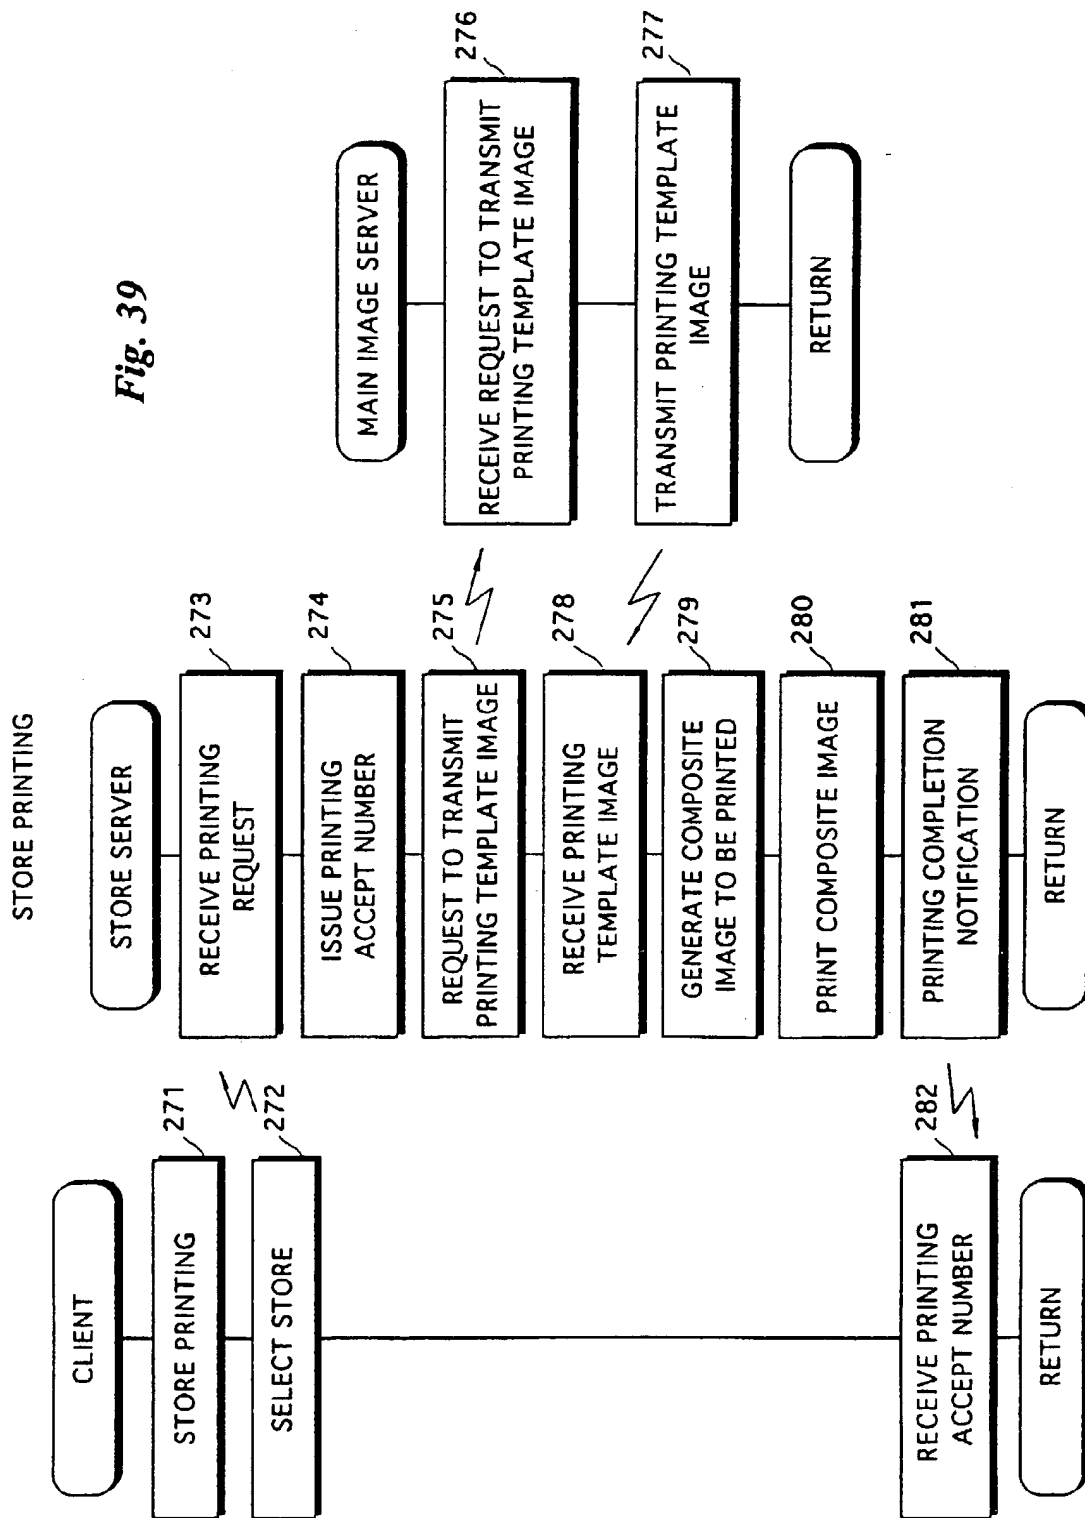 Fig. 39
STORE PRINTING
CLIENT
STORE PRINTING
271
SELECT STORE
272
RECEIVE PRINTING
ACCEPT NUMBER
282
RETURN
STORE SERVER
RECEIVE PRINTING
REQUEST
273
ISSUE PRINTING
ACCEPT NUMBER
274
REQUEST TO TRANSMIT
PRINTING TEMPLATE IMAGE
275
RECEIVE PRINTING
TEMPLATE IMAGE
278
GENERATE COMPOSITE
IMAGE TO BE PRINTED
279
PRINT COMPOSITE IMAGE
280
PRINTING COMPLETION
NOTIFICATION
281
RETURN
MAIN IMAGE SERVER
RECEIVE REQUEST TO TRANSMIT
PRINTING TEMPLATE IMAGE
276
TRANSMIT PRINTING TEMPLATE
IMAGE
277
RETURN